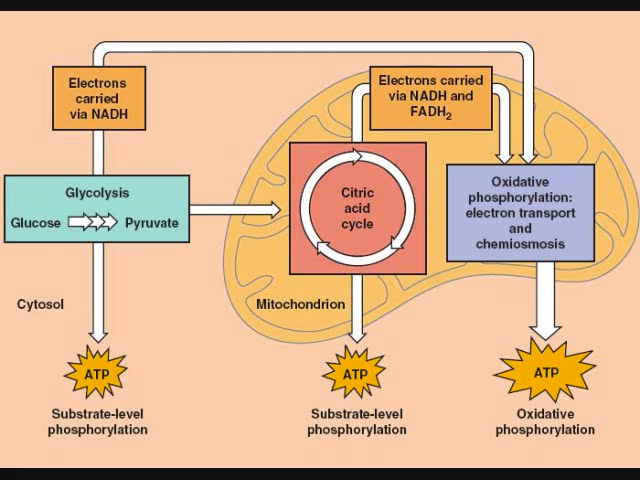 Electrons
carried
via NADH
Electrons carried
via NADH and
FADH2
Glycolysis
Glucose
Pyruvate
Citric
acid
cycle
Oxidative
phosphorylation:
electron transport
and
chemiosmosis
Cytosol
Mitochondrion
ATP
ATP
ATP
Substrate-level
phosphorylation
Substrate-level
phosphorylation
Oxidative
phosphorylation